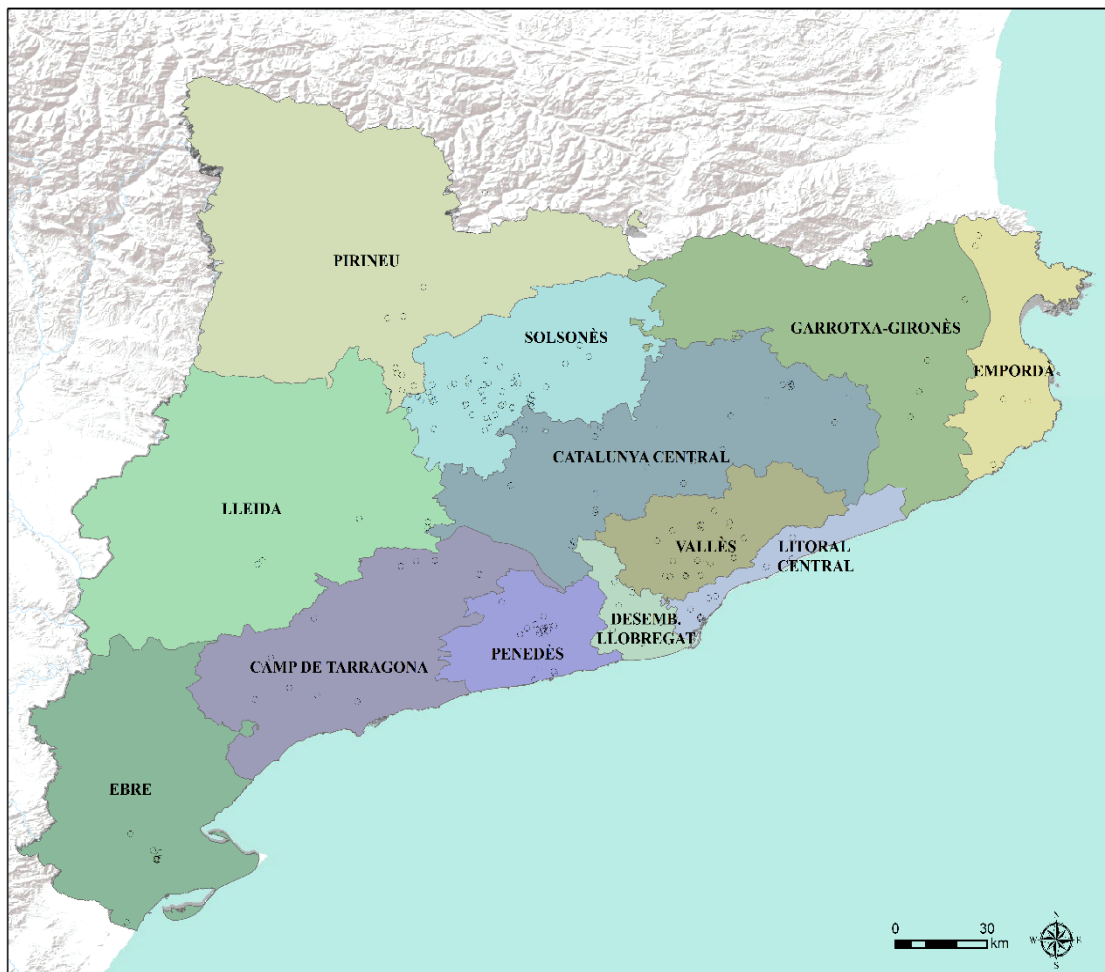 PIRINEU
SOLSONÈS
GARROTXA-GIRONÈS
EMPORDÀ
CATALUNYA CENTRAL
LLEIDA
VALLÈS
LITORAL
CENTRAL
DESEMB.
LLOBREGAT
PENEDÈS
CAMP DE TARRAGONA
EBRE
0 30
km
N
W E
S